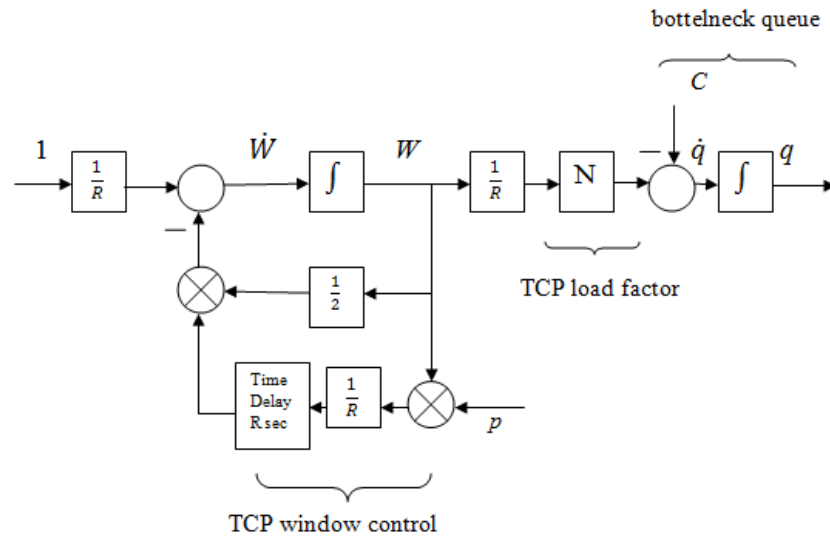 bottelneck queue
C
1
1/R
Ẇ
∫
W
1/R
N
−
q̇
∫
q
−
1/2
TCP load factor
Time
Delay
R sec
1/R
p
TCP window control